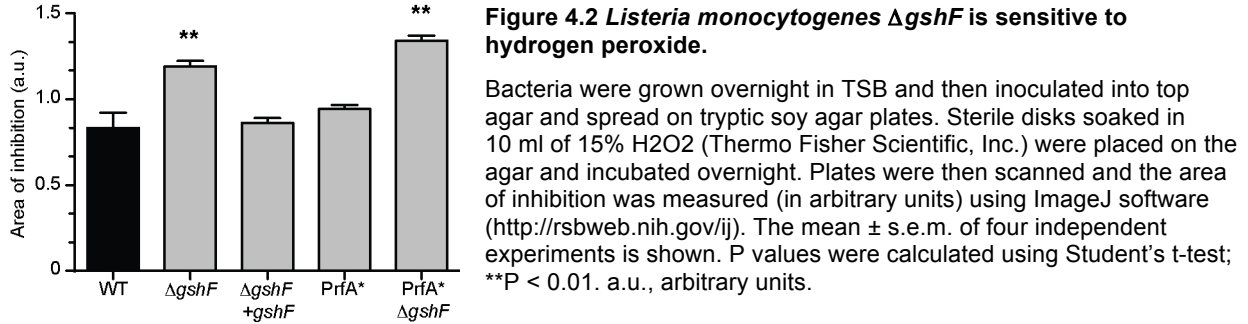 Area of inhibition (a.u.)
1.5
1.0
0.5
0
**
**
WT
ΔgshF
ΔgshF
+gshF
PrfA*
PrfA*
ΔgshF
Figure 4.2 Listeria monocytogenes ΔgshF is sensitive to
hydrogen peroxide.
Bacteria were grown overnight in TSB and then inoculated into top
agar and spread on tryptic soy agar plates. Sterile disks soaked in
10 ml of 15% H2O2 (Thermo Fisher Scientific, Inc.) were placed on the
agar and incubated overnight. Plates were then scanned and the area
of inhibition was measured (in arbitrary units) using ImageJ software
(http://rsbweb.nih.gov/ij). The mean ± s.e.m. of four independent
experiments is shown. P values were calculated using Student’s t-test;
**P < 0.01. a.u., arbitrary units.